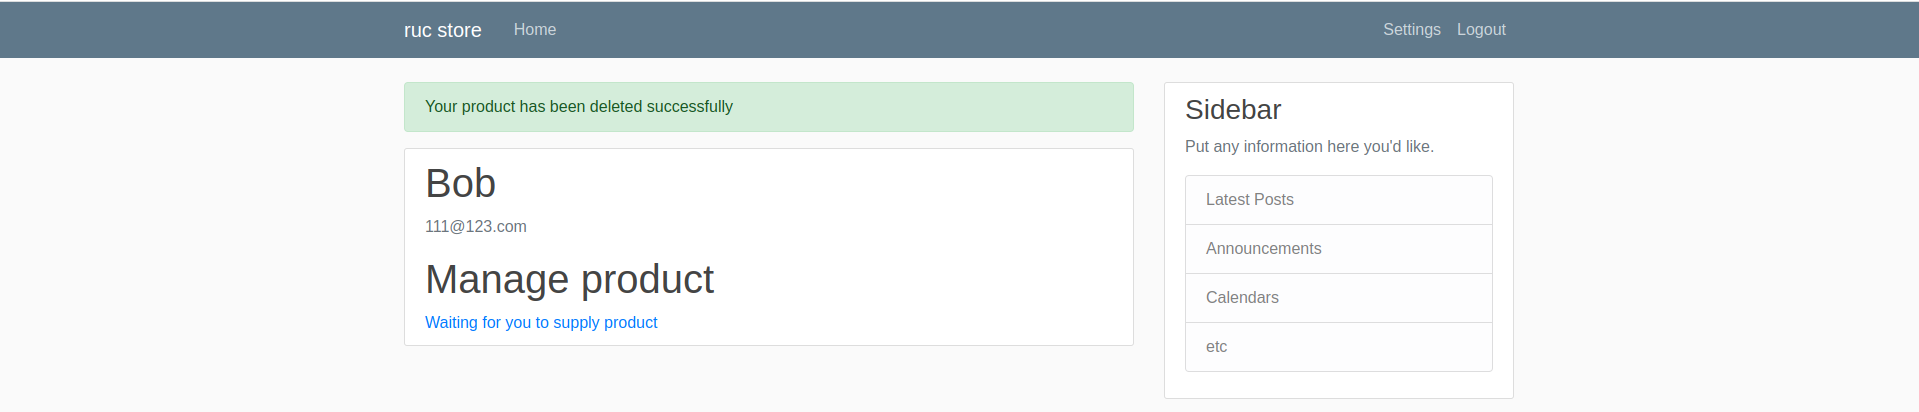 ruc store Home Settings Logout
Your product has been deleted successfully
Bob
111@123.com
Manage product
Waiting for you to supply product
Sidebar
Put any information here you'd like.
Latest Posts
Announcements
Calendars
etc